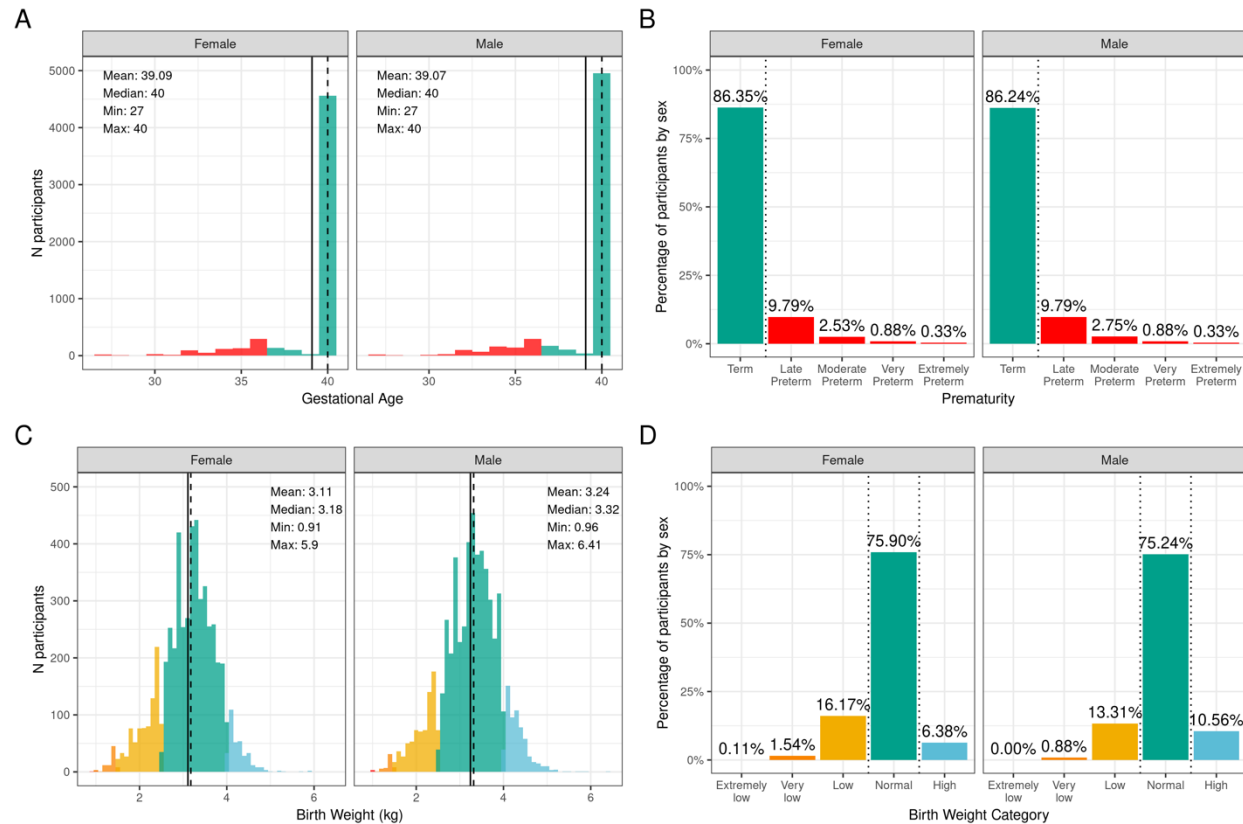 A
Female
Male
Mean: 39.09
Median: 40
Min: 27
Max: 40
Mean: 39.07
Median: 40
Min: 27
Max: 40
5000
4000
3000
2000
1000
0
N participants
30
35
40
30
35
40
Gestational Age
B
Female
Male
100%
75%
50%
25%
0%
Percentage of participants by sex
86.35%
9.79%
2.53%
0.88%
0.33%
86.24%
9.79%
2.75%
0.88%
0.33%
Term
Late
Preterm
Moderate
Preterm
Very
Preterm
Extremely
Preterm
Term
Late
Preterm
Moderate
Preterm
Very
Preterm
Extremely
Preterm
Prematurity
C
Female
Male
Mean: 3.11
Median: 3.18
Min: 0.91
Max: 5.9
Mean: 3.24
Median: 3.32
Min: 0.96
Max: 6.41
500
400
300
200
100
0
N participants
2
4
6
2
4
6
Birth Weight (kg)
D
Female
Male
100%
75%
50%
25%
0%
Percentage of participants by sex
0.11%
1.54%
16.17%
75.90%
6.38%
0.00%
0.88%
13.31%
75.24%
10.56%
Extremely
low
Very
low
Low
Normal
High
Extremely
low
Very
low
Low
Normal
High
Birth Weight Category